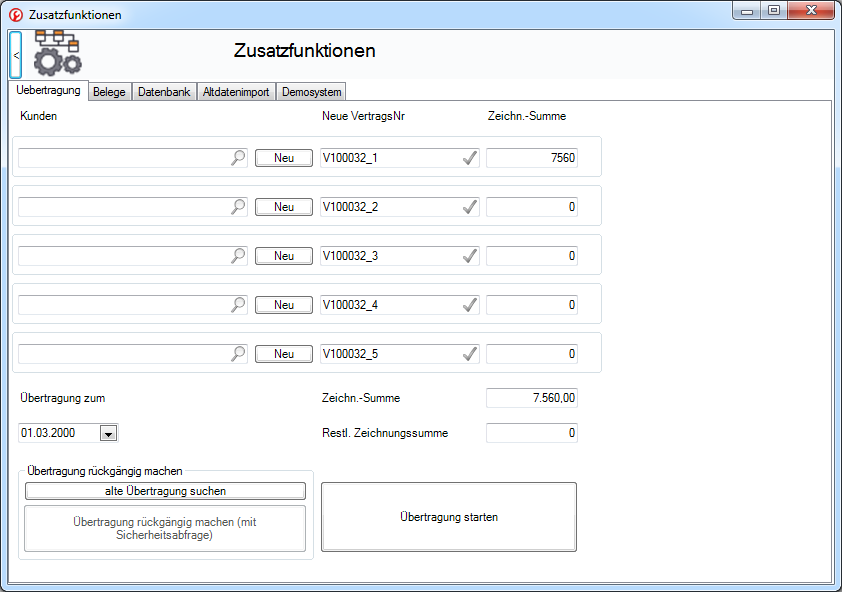 Zusatzfunktionen
<
Zusatzfunktionen
Uebertragung Belege Datenbank Altdatenimport Demosystem
Kunden Neue VertragsNr Zeichn.-Summe
Neu V100032_1 7560
Neu V100032_2 0
Neu V100032_3 0
Neu V100032_4 0
Neu V100032_5 0
Übertragung zum Zeichn.-Summe 7.560,00
01.03.2000 Restl. Zeichnungssumme 0
Übertragung rückgängig machen
alte Übertragung suchen
Übertragung rückgängig machen (mit
Sicherheitsabfrage)
Übertragung starten